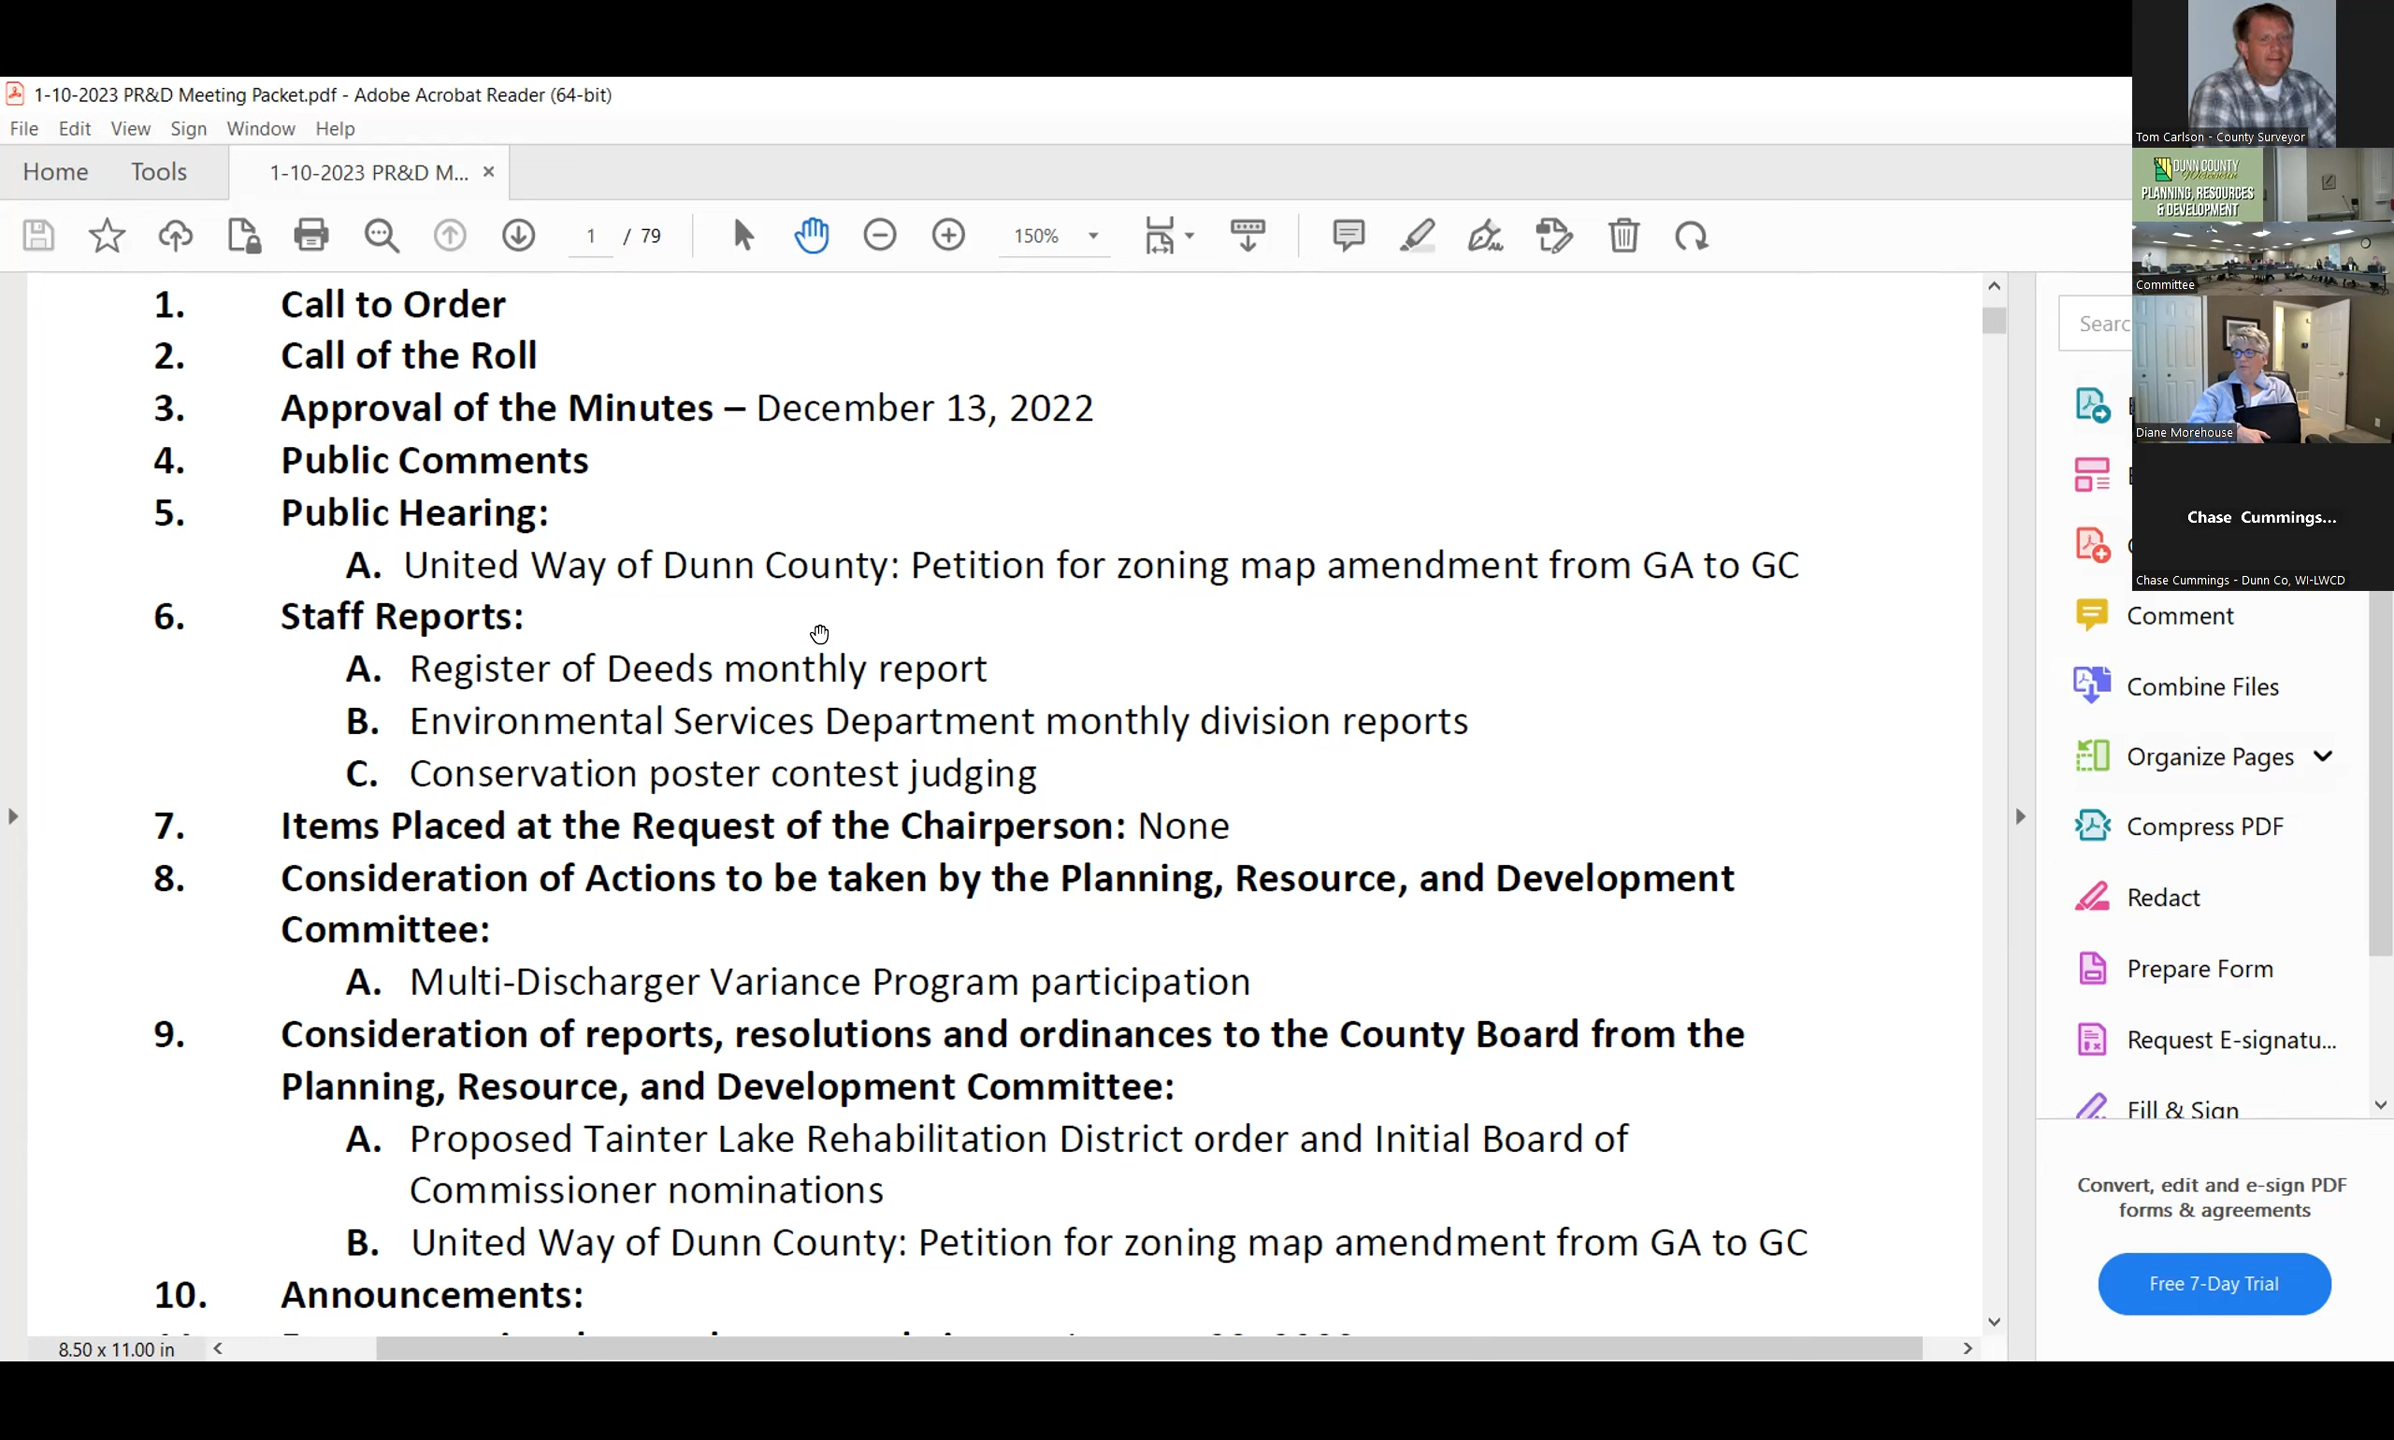 1-10-2023 PR&D Meeting Packet.pdf - Adobe Acrobat Reader (64-bit)
File Edit View Sign Window Help
Home Tools 1-10-2023 PR&D M... ×
1 / 79 150%
1. Call to Order
2. Call of the Roll
3. Approval of the Minutes – December 13, 2022
4. Public Comments
5. Public Hearing:
A. United Way of Dunn County: Petition for zoning map amendment from GA to GC
6. Staff Reports:
A. Register of Deeds monthly report
B. Environmental Services Department monthly division reports
C. Conservation poster contest judging
7. Items Placed at the Request of the Chairperson: None
8. Consideration of Actions to be taken by the Planning, Resource, and Development
Committee:
A. Multi-Discharger Variance Program participation
9. Consideration of reports, resolutions and ordinances to the County Board from the
Planning, Resource, and Development Committee:
A. Proposed Tainter Lake Rehabilitation District order and Initial Board of
Commissioner nominations
B. United Way of Dunn County: Petition for zoning map amendment from GA to GC
10. Announcements:
8.50 x 11.00 in
Tom Carlson - County Surveyor
DUNN COUNTY
Wisconsin
PLANNING, RESOURCES
& DEVELOPMENT
Committee
Diane Morehouse
Chase Cummings...
Chase Cummings - Dunn Co, WI-LWCD
Searc
Comment
Combine Files
Organize Pages
Compress PDF
Redact
Prepare Form
Request E-signatu...
Fill & Sign
Convert, edit and e-sign PDF
forms & agreements
Free 7-Day Trial